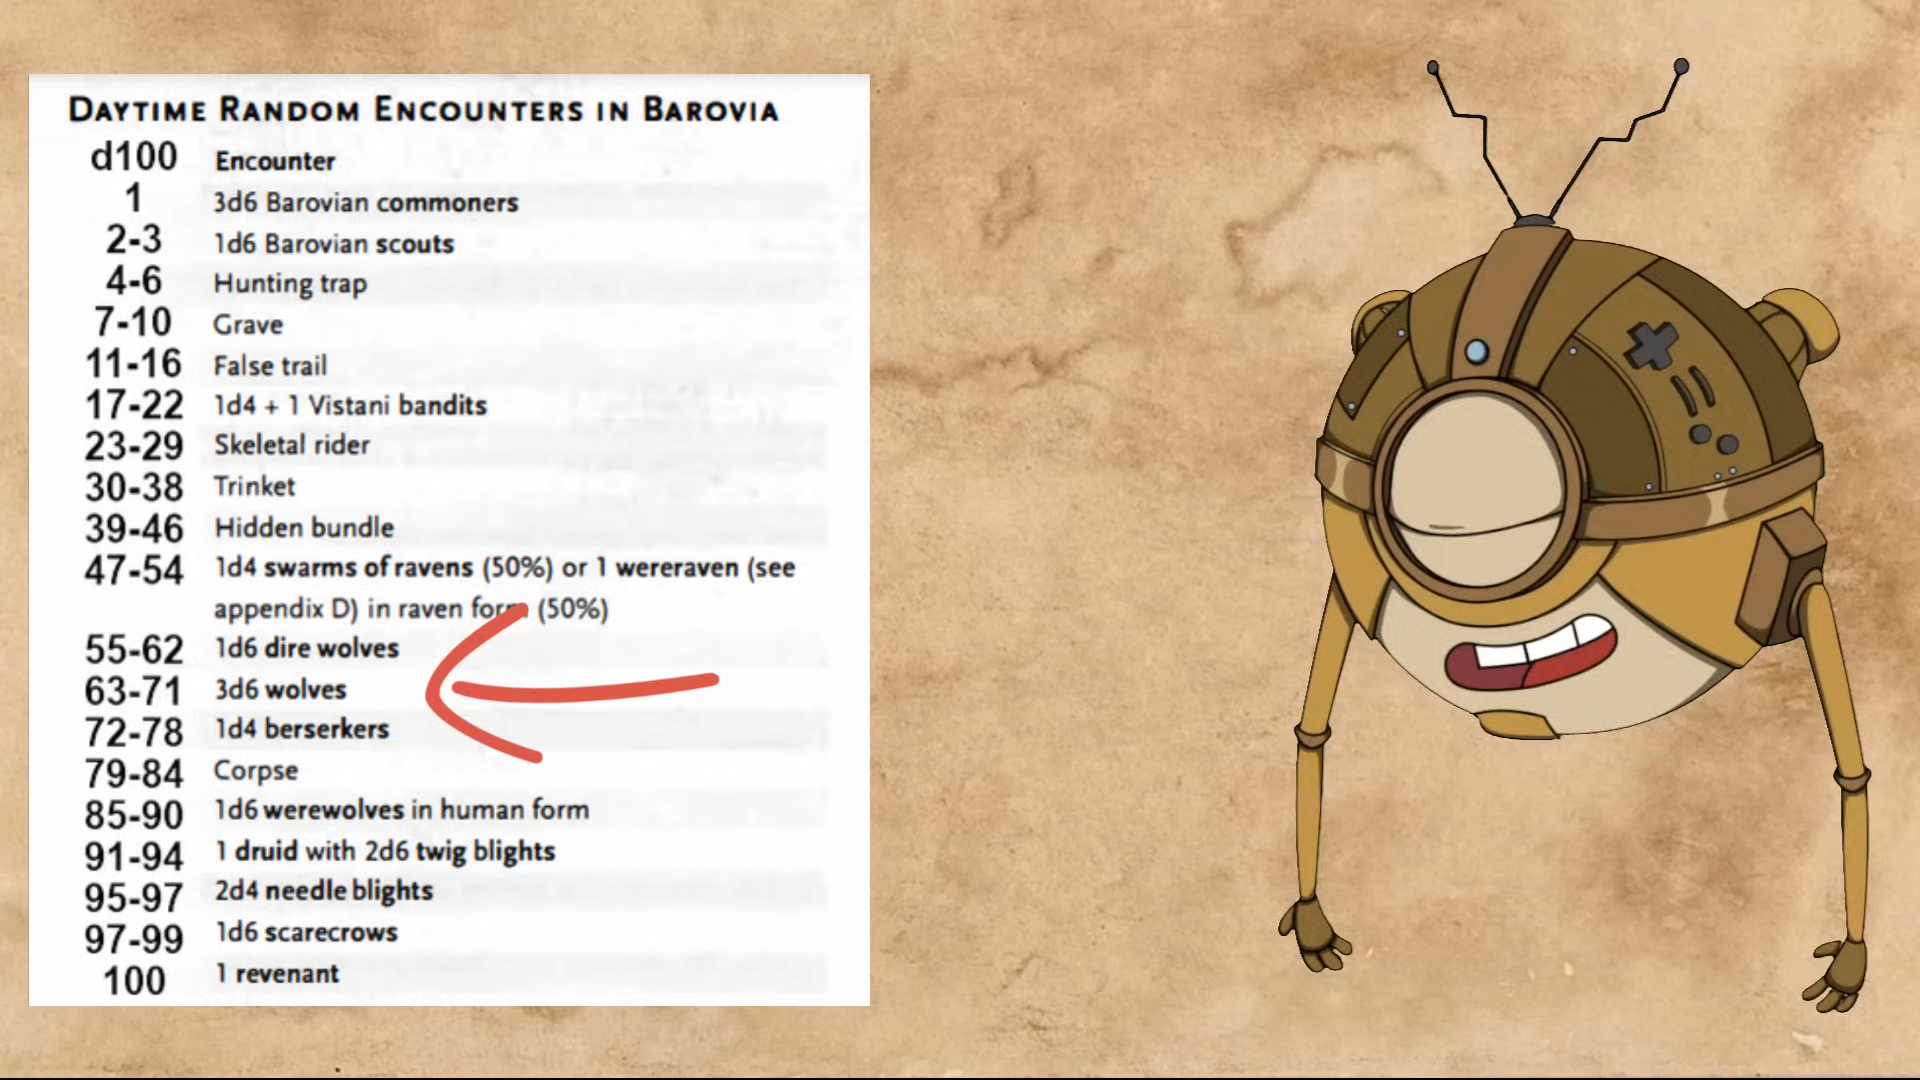 DAYTIME RANDOM ENCOUNTERS IN BAROVIA
d100 Encounter
1 3d6 Barovian commoners
2-3 1d6 Barovian scouts
4-6 Hunting trap
7-10 Grave
11-16 False trail
17-22 1d4 + 1 Vistani bandits
23-29 Skeletal rider
30-38 Trinket
39-46 Hidden bundle
47-54 1d4 swarms of ravens (50%) or 1 wereraven (see
appendix D) in raven form (50%)
55-62 1d6 dire wolves
63-71 3d6 wolves
72-78 1d4 berserkers
79-84 Corpse
85-90 1d6 werewolves in human form
91-94 1 druid with 2d6 twig blights
95-97 2d4 needle blights
97-99 1d6 scarecrows
100 1 revenant